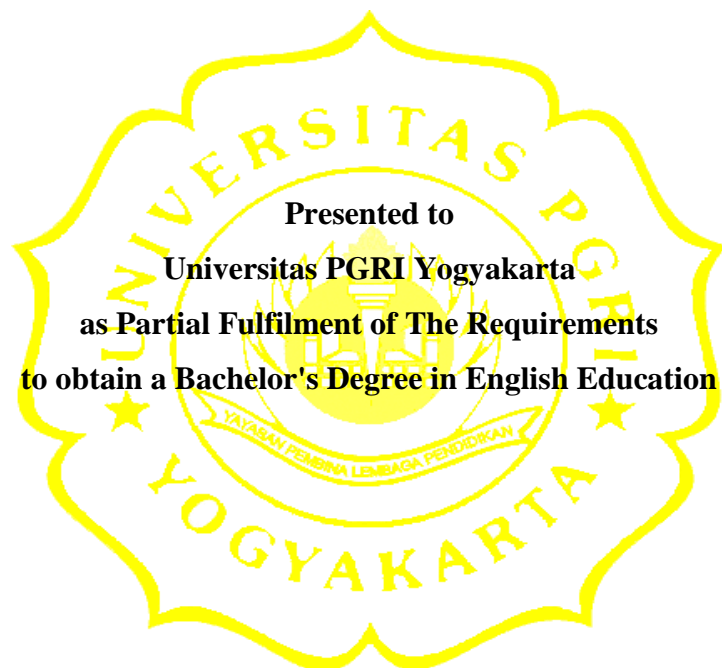 UNIVERSITAS PGRI
Presented to
Universitas PGRI Yogyakarta
as Partial Fulfilment of The Requirements
to obtain a Bachelor's Degree in English Education
YAYASAN PEMBINA LEMBAGA PENDIDIKAN
YOGYAKARTA